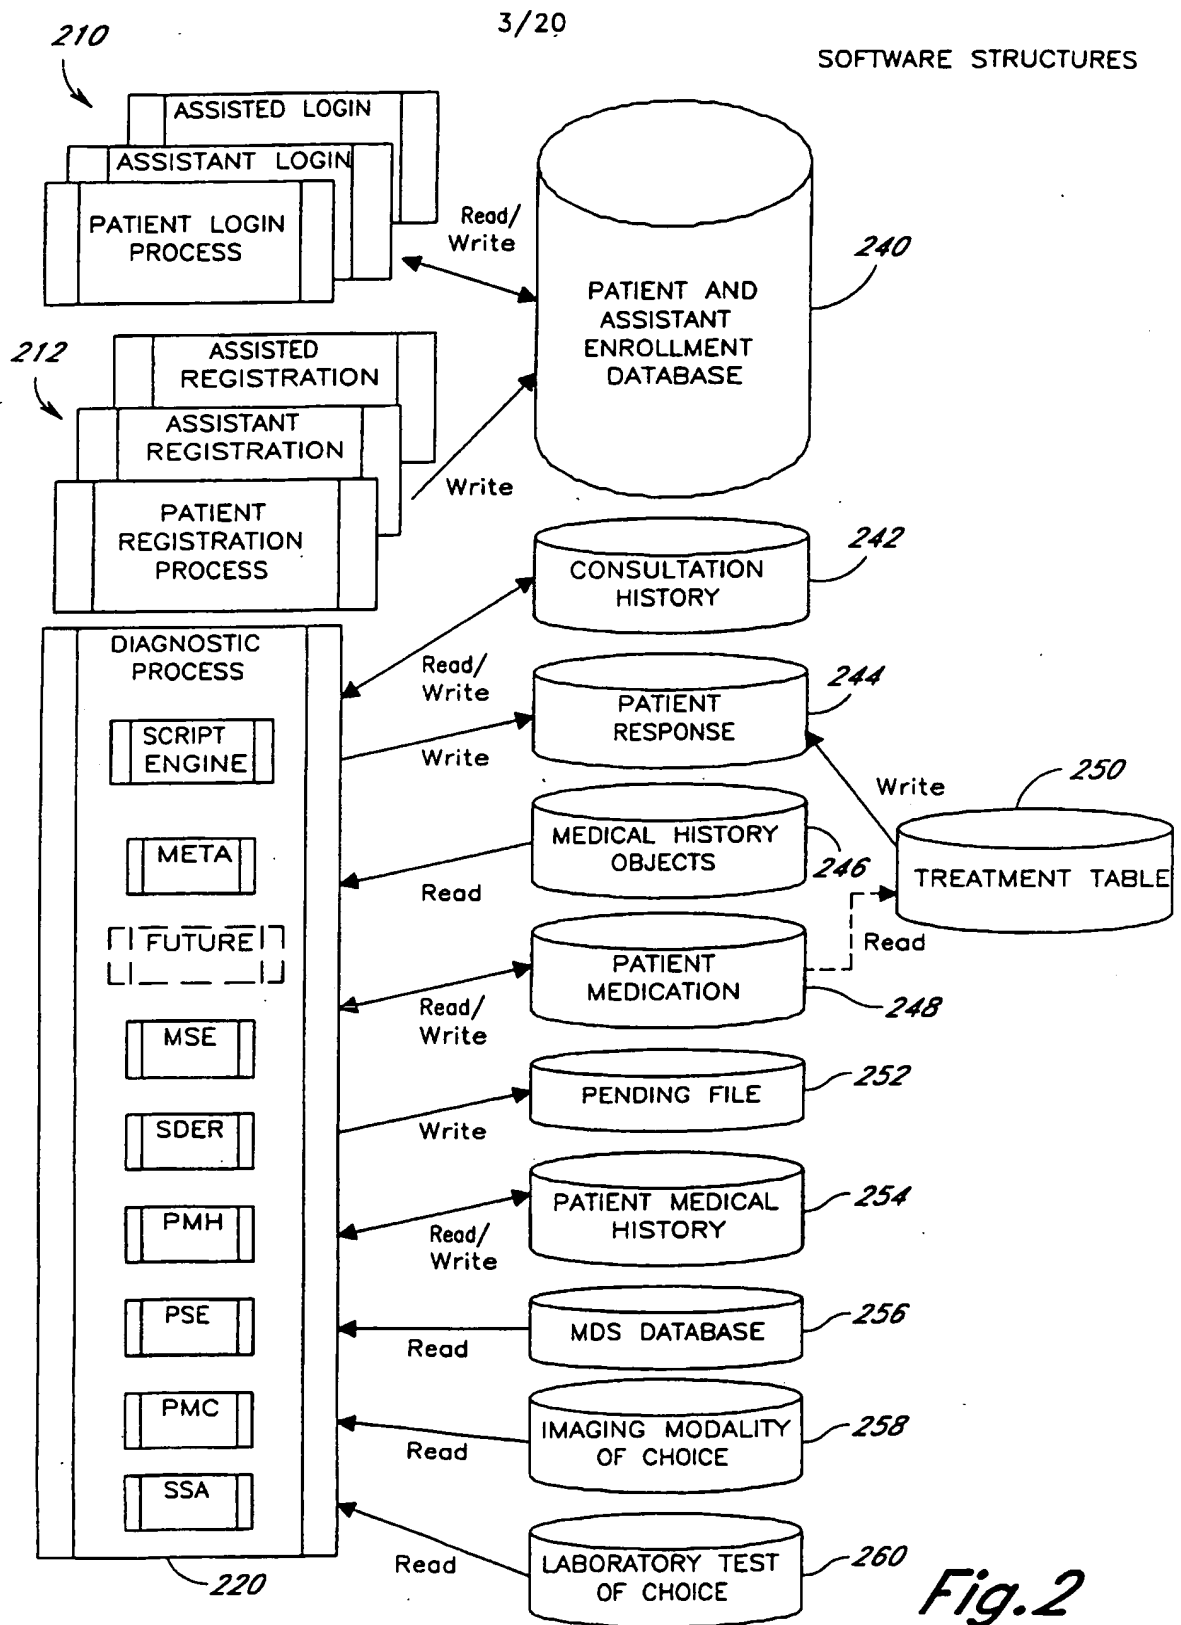 3/20
SOFTWARE STRUCTURES
210
ASSISTED LOGIN
ASSISTANT LOGIN
PATIENT LOGIN
PROCESS
Read/
Write
PATIENT AND
ASSISTANT
ENROLLMENT
DATABASE
240
212
ASSISTED
REGISTRATION
ASSISTANT
REGISTRATION
PATIENT
REGISTRATION
PROCESS
Write
CONSULTATION
HISTORY
242
DIAGNOSTIC
PROCESS
Read/
Write
PATIENT
RESPONSE
244
SCRIPT
ENGINE
Write
Write
250
TREATMENT TABLE
META
MEDICAL HISTORY
OBJECTS
246
Read
Read
FUTURE
PATIENT
MEDICATION
248
Read/
Write
MSE
PENDING FILE
252
SDER
Write
PMH
PATIENT MEDICAL
HISTORY
254
Read/
Write
PSE
MDS DATABASE
256
Read
PMC
IMAGING MODALITY
OF CHOICE
258
Read
SSA
LABORATORY TEST
OF CHOICE
260
Read
220
Fig.2